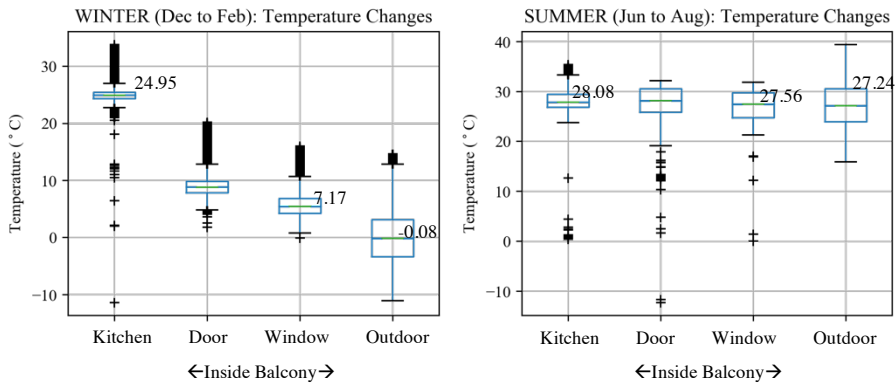 WINTER (Dec to Feb): Temperature Changes
Temperature (°C)
30
20
10
0
−10
24.95
7.17
-0.08
Kitchen Door Window Outdoor
←Inside Balcony→
SUMMER (Jun to Aug): Temperature Changes
Temperature (°C)
40
30
20
10
0
−10
28.08
27.56
27.24
Kitchen Door Window Outdoor
←Inside Balcony→